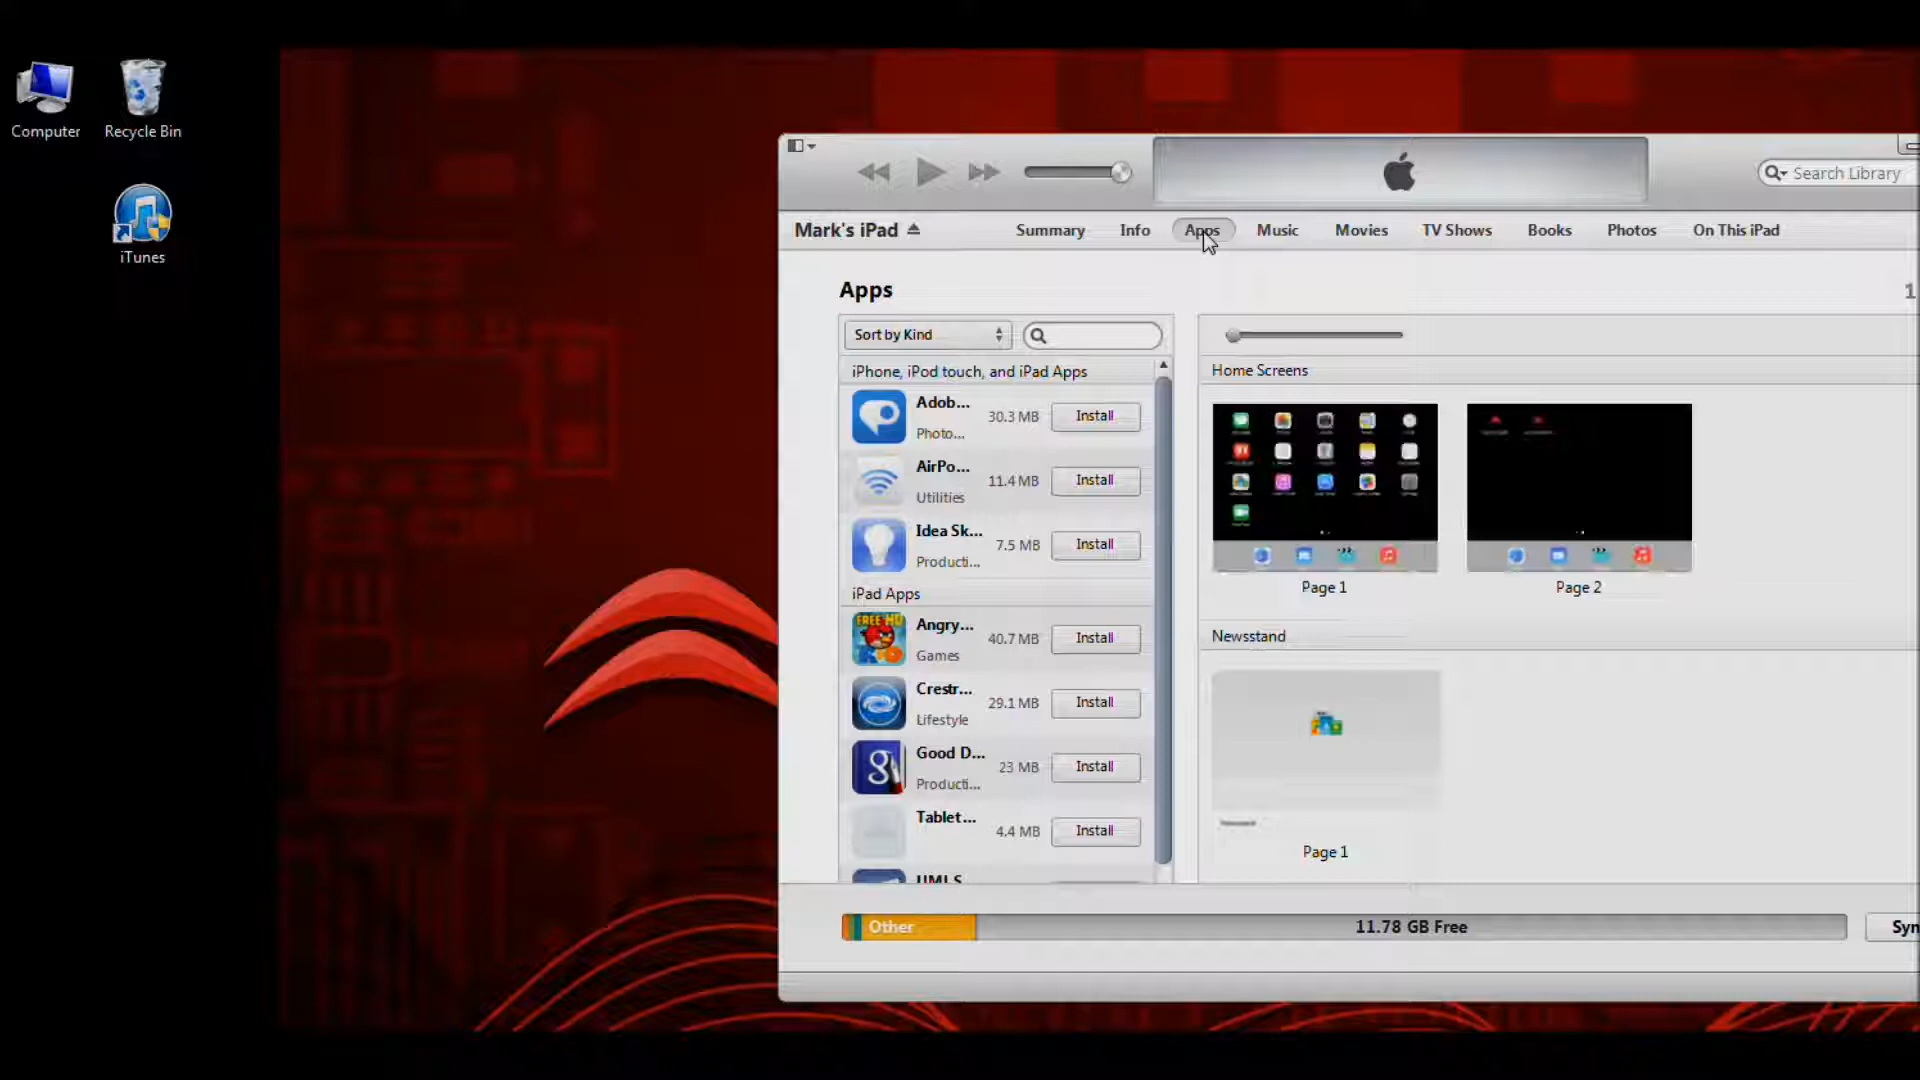 Computer
Recycle Bin
iTunes
Search Library
Mark's iPad
Summary
Info
Apps
Music
Movies
TV Shows
Books
Photos
On This iPad
Apps
1
Sort by Kind
iPhone, iPod touch, and iPad Apps
Home Screens
Adob...
Photo...
30.3 MB
Install
AirPo...
Utilities
11.4 MB
Install
Idea Sk...
Producti...
7.5 MB
Install
Page 1
Page 2
iPad Apps
Angry...
Games
40.7 MB
Install
FREE HD
Newsstand
Crestr...
Lifestyle
29.1 MB
Install
Good D...
Producti...
23 MB
Install
Tablet...
4.4 MB
Install
Page 1
UMLS
Other
11.78 GB Free
Syn